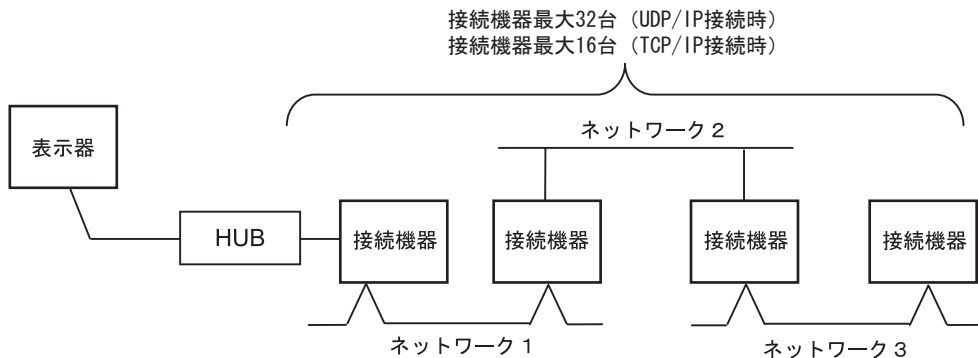 接続機器最大32台（UDP/IP接続時）
接続機器最大16台（TCP/IP接続時）
ネットワーク２
表示器
HUB
接続機器
接続機器
接続機器
接続機器
ネットワーク１
ネットワーク３